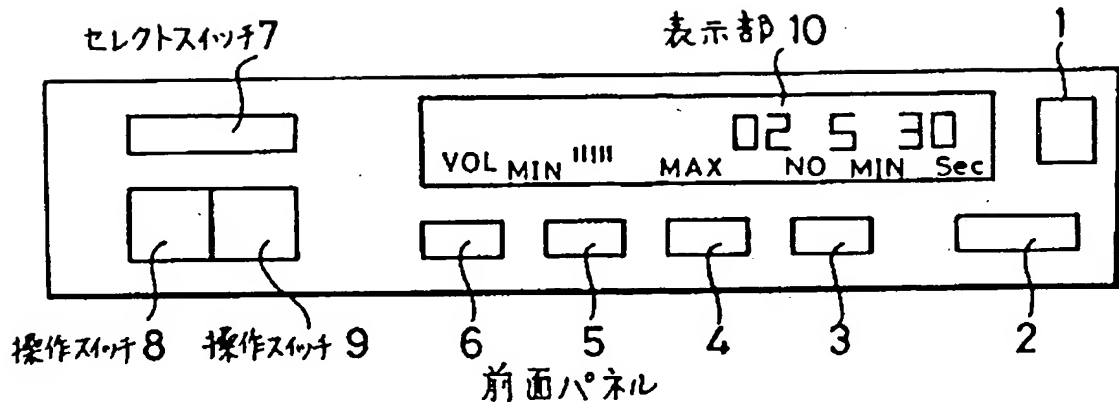 セレクトスイッチ7
表示部10
1
02 5 30
VOL MIN MAX NO MIN Sec
操作スイッチ8 操作スイッチ9 6 5 4 3 2
前面パネル